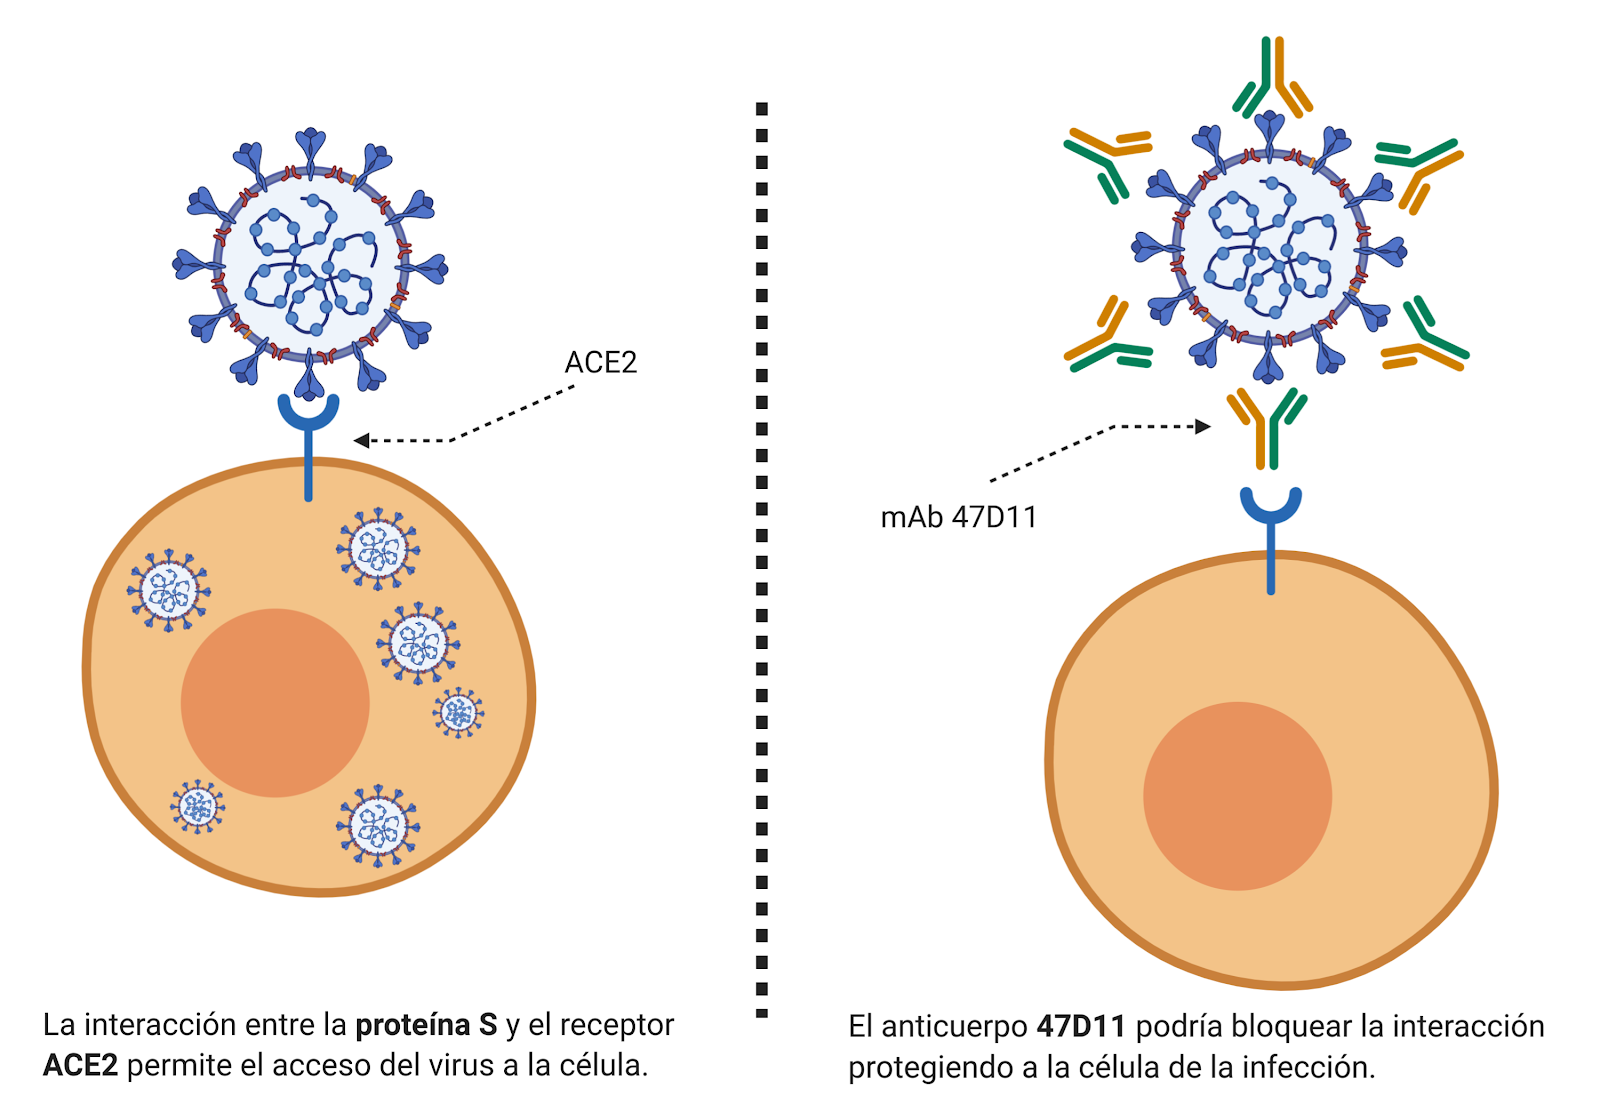 ACE2
mAb 47D11
La interacción entre la proteína S y el receptor
ACE2 permite el acceso del virus a la célula.
El anticuerpo 47D11 podría bloquear la interacción
protegiendo a la célula de la infección.